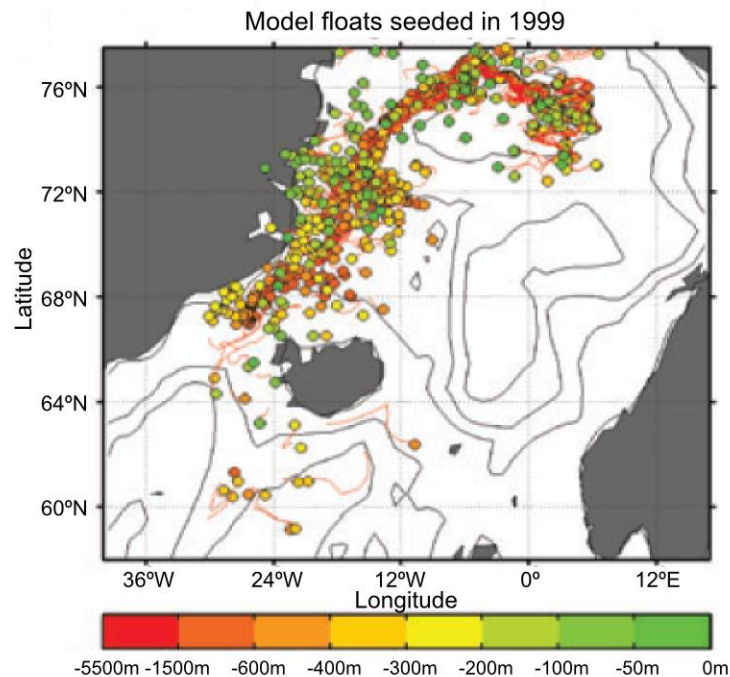 Model floats seeded in 1999
76ºN
72ºN
68ºN
64ºN
60ºN
Latitude
36ºW 24ºW 12ºW 0º 12ºE
Longitude
-5500m -1500m -600m -400m -300m -200m -100m -50m 0m